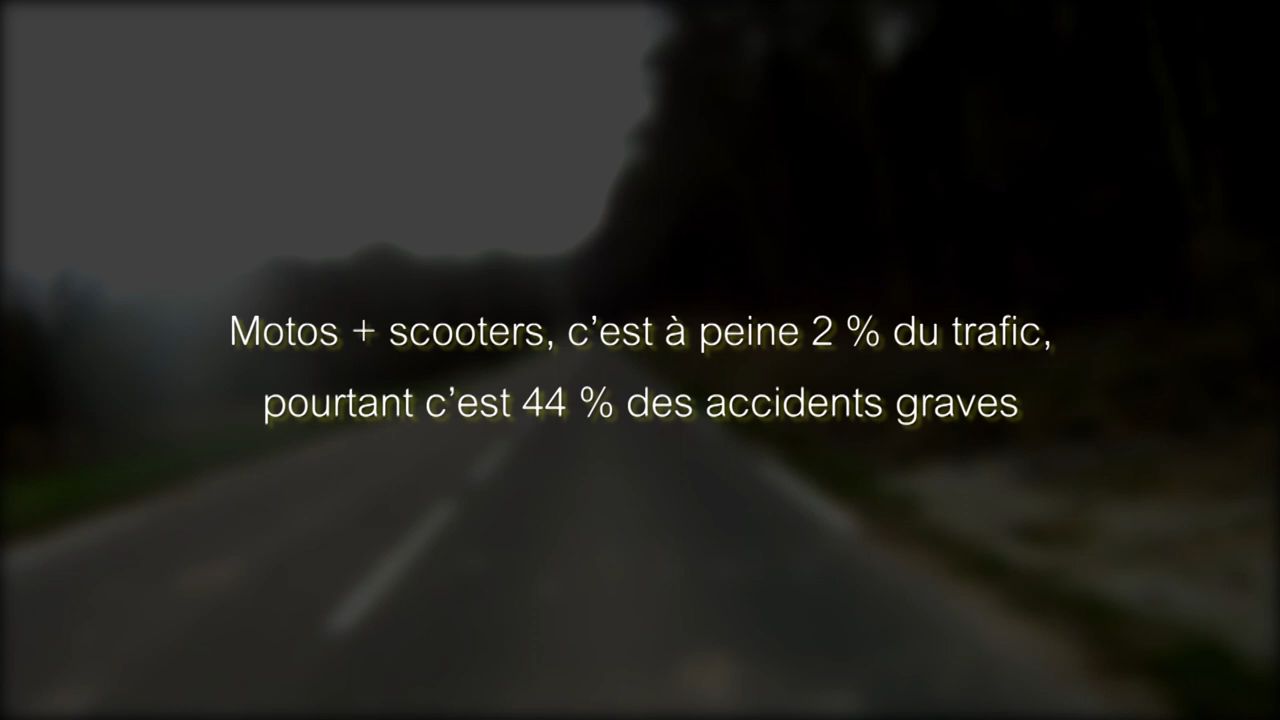 Motos + scooters, c’est à peine 2 % du trafic,
pourtant c’est 44 % des accidents graves